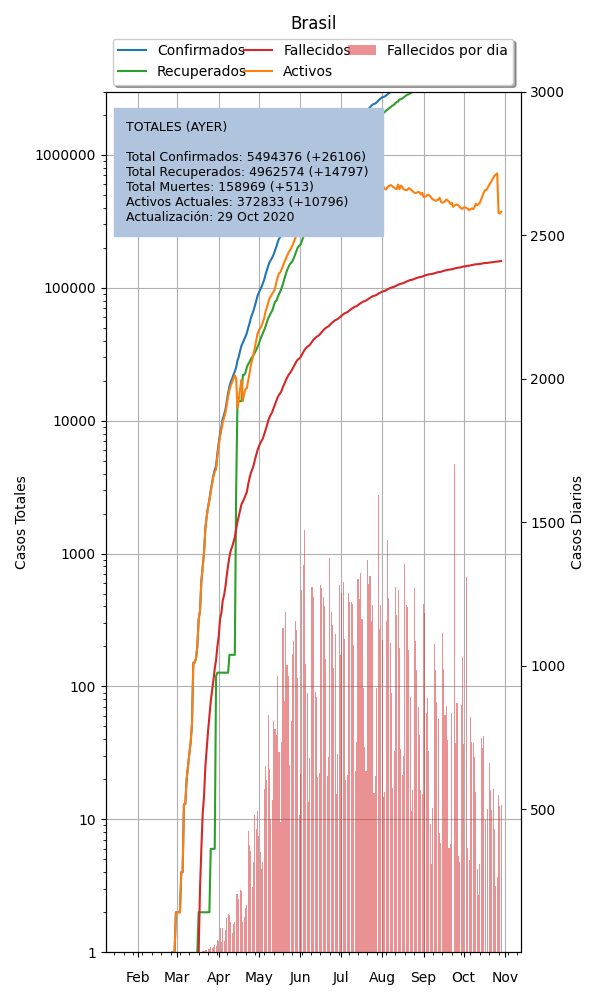 Brasil
Confirmados
Recuperados
Fallecidos
Activos
Fallecidos por dia
TOTALES (AYER)
Total Confirmados: 5494376 (+26106)
Total Recuperados: 4962574 (+14797)
Total Muertes: 158969 (+513)
Activos Actuales: 372833 (+10796)
Actualización: 29 Oct 2020
Casos Totales
1000000
100000
10000
1000
100
10
1
Casos Diarios
3000
2500
2000
1500
1000
500
Feb Mar Apr May Jun Jul Aug Sep Oct Nov